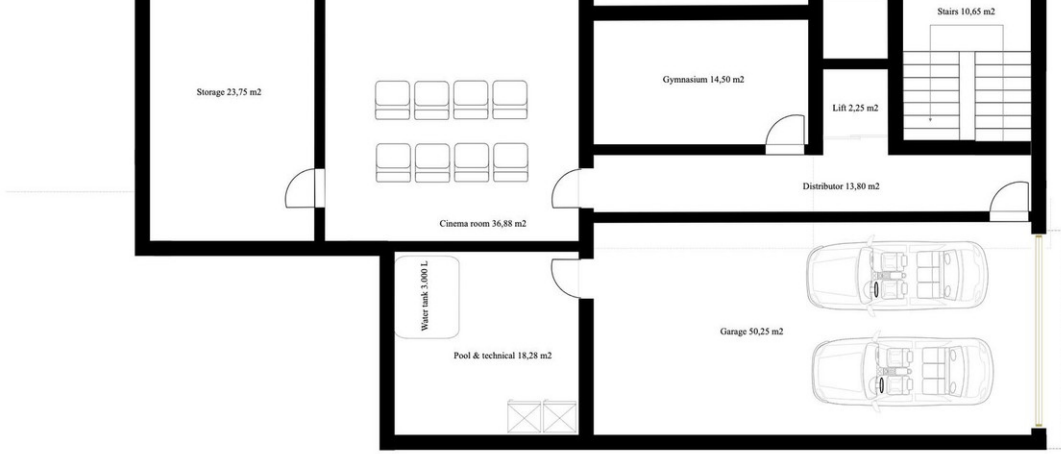 Stairs 10,65 m2
Gymnasium 14,50 m2
Storage 23,75 m2
Lift 2,25 m2
Distributor 13,80 m2
Cinema room 36,88 m2
Water tank 3.000 L
Garage 50,25 m2
Pool & technical 18,28 m2